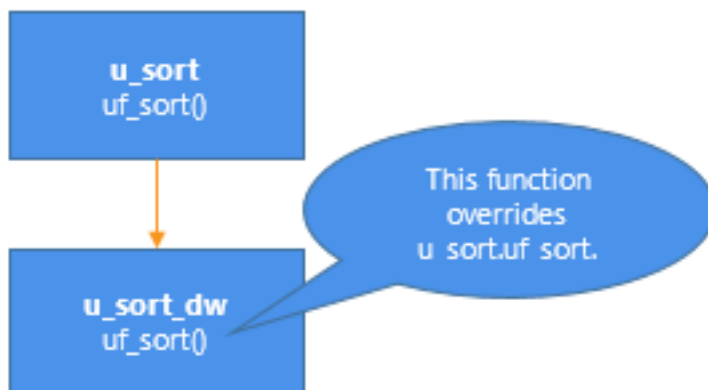 u_sort
uf_sort()
This function
overrides
u sort.uf sort.
u_sort_dw
uf_sort()